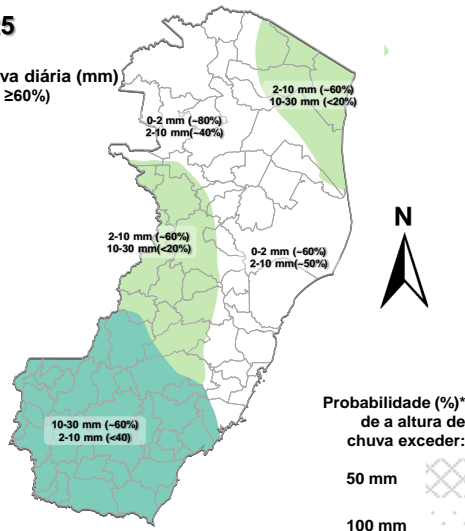 25
va diária (mm)
≥60%)
2-10 mm (~60%)
10-30 mm (<20%)
0-2 mm (~80%)
2-10 mm(~40%)
2-10 mm (~60%)
10-30 mm(<20%)
0-2 mm (~60%)
2-10 mm(~50%)
N
10-30 mm (~60%)
2-10 mm (<40)
Probabilidade (%)*
de a altura de
chuva exceder:
50 mm
100 mm